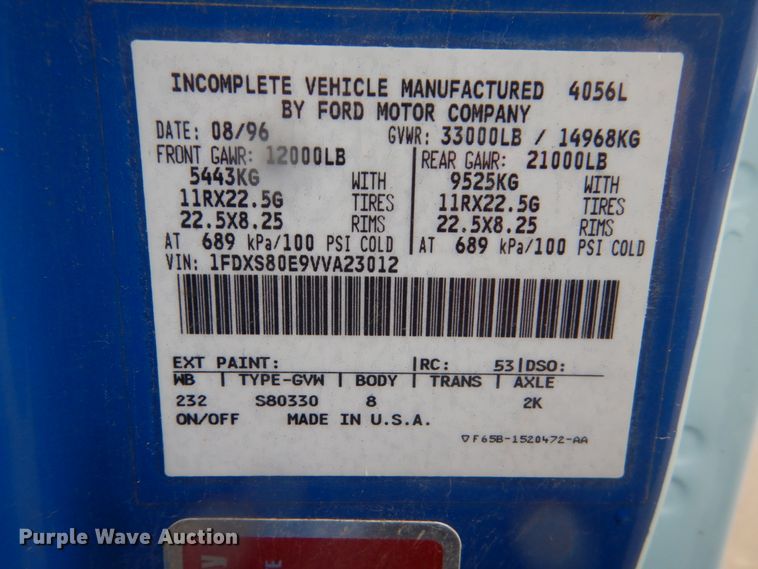 INCOMPLETE VEHICLE MANUFACTURED 4056L
BY FORD MOTOR COMPANY
DATE: 08/96 GVWR: 33000LB / 14968KG
FRONT GAWR: 12000LB REAR GAWR: 21000LB
5443KG WITH 9525KG WITH
11RX22.5G TIRES 11RX22.5G TIRES
22.5X8.25 RIMS 22.5X8.25 RIMS
AT 689 kPa/100 PSI COLD AT 689 kPa/100 PSI COLD
VIN: 1FDXS80E9VVA23012
EXT PAINT: |RC: 53|DSO:
WB | TYPE-GVW | BODY | TRANS | AXLE
232 S80330 8 2K
ON/OFF MADE IN U.S.A.
▽F65B-1520472-AA
Purple Wave Auction